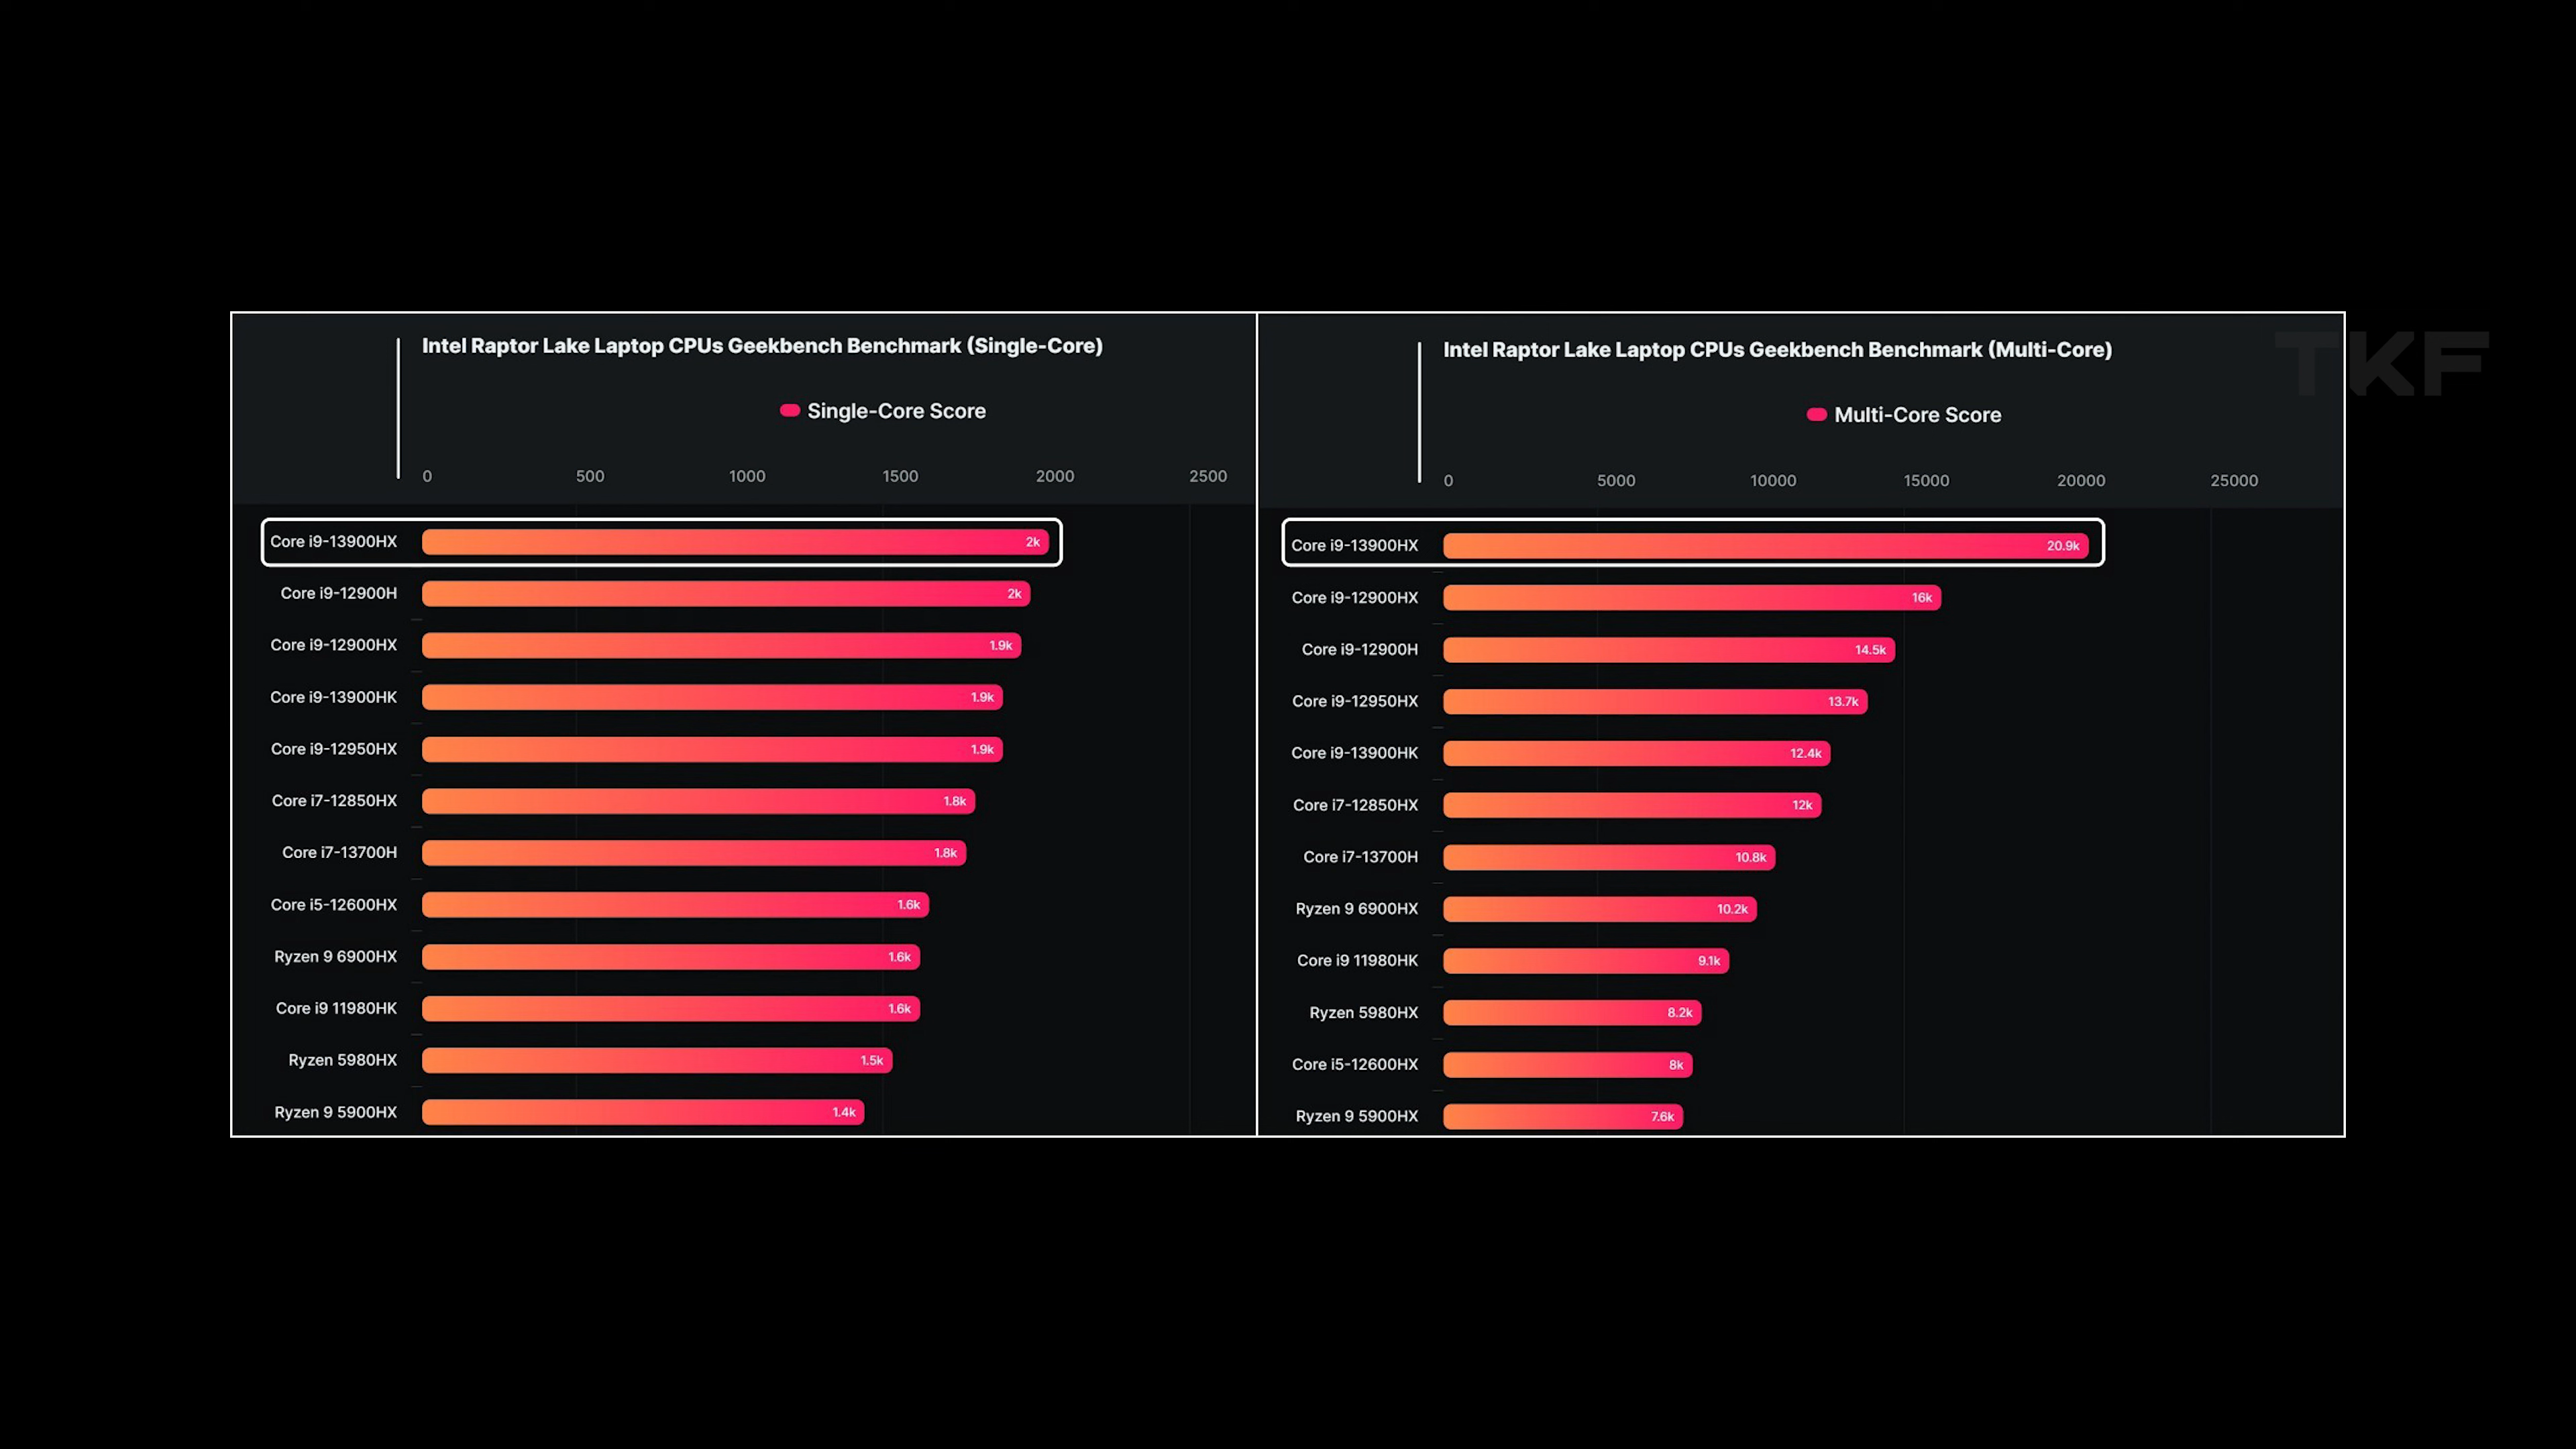 Intel Raptor Lake Laptop CPUs Geekbench Benchmark (Single-Core)
Single-Core Score
0 500 1000 1500 2000 2500
Core i9-13900HX 2k
Core i9-12900H 2k
Core i9-12900HX 1.9k
Core i9-13900HK 1.9k
Core i9-12950HX 1.9k
Core i7-12850HX 1.8k
Core i7-13700H 1.8k
Core i5-12600HX 1.6k
Ryzen 9 6900HX 1.6k
Core i9 11980HK 1.6k
Ryzen 5980HX 1.5k
Ryzen 9 5900HX 1.4k
Intel Raptor Lake Laptop CPUs Geekbench Benchmark (Multi-Core)
Multi-Core Score
0 5000 10000 15000 20000 25000
Core i9-13900HX 20.9k
Core i9-12900HX 16k
Core i9-12900H 14.5k
Core i9-12950HX 13.7k
Core i9-13900HK 12.4k
Core i7-12850HX 12k
Core i7-13700H 10.8k
Ryzen 9 6900HX 10.2k
Core i9 11980HK 9.1k
Ryzen 5980HX 8.2k
Core i5-12600HX 8k
Ryzen 9 5900HX 7.6k
TKF